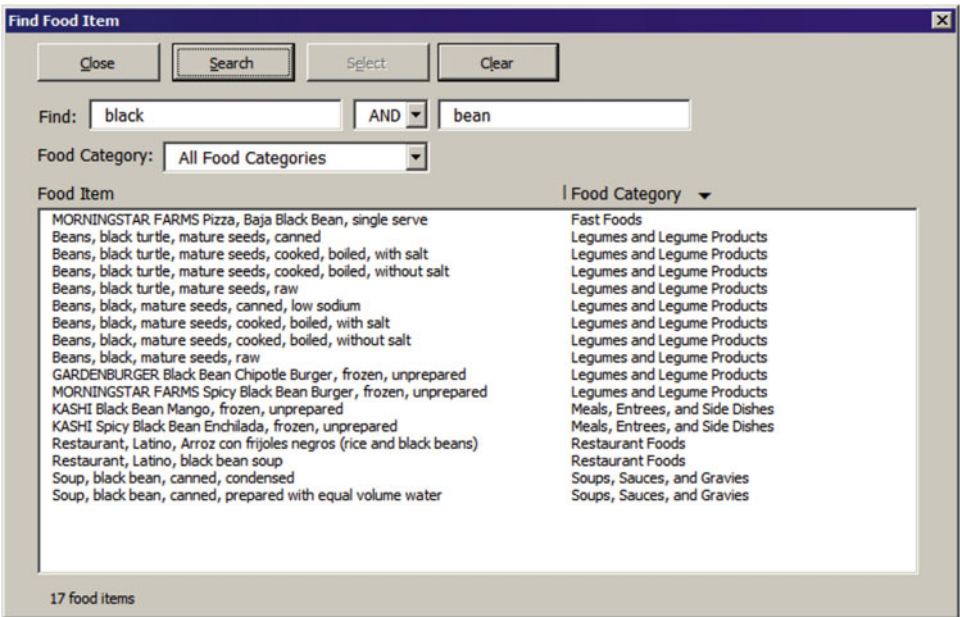 Find Food Item
Close Search Select Clear
Find: black AND bean
Food Category: All Food Categories
Food Item Food Category
MORNINGSTAR FARMS Pizza, Baja Black Bean, single serve Fast Foods
Beans, black turtle, mature seeds, canned Legumes and Legume Products
Beans, black turtle, mature seeds, cooked, boiled, with salt Legumes and Legume Products
Beans, black turtle, mature seeds, cooked, boiled, without salt Legumes and Legume Products
Beans, black turtle, mature seeds, raw Legumes and Legume Products
Beans, black, mature seeds, canned, low sodium Legumes and Legume Products
Beans, black, mature seeds, cooked, boiled, with salt Legumes and Legume Products
Beans, black, mature seeds, cooked, boiled, without salt Legumes and Legume Products
Beans, black, mature seeds, raw Legumes and Legume Products
GARDENBURGER Black Bean Chipotle Burger, frozen, unprepared Legumes and Legume Products
MORNINGSTAR FARMS Spicy Black Bean Burger, frozen, unprepared Legumes and Legume Products
KASHI Black Bean Mango, frozen, unprepared Meals, Entrees, and Side Dishes
KASHI Spicy Black Bean Enchilada, frozen, unprepared Meals, Entrees, and Side Dishes
Restaurant, Latino, Arroz con frijoles negros (rice and black beans) Restaurant Foods
Restaurant, Latino, black bean soup Restaurant Foods
Soup, black bean, canned, condensed Soups, Sauces, and Gravies
Soup, black bean, canned, prepared with equal volume water Soups, Sauces, and Gravies
17 food items